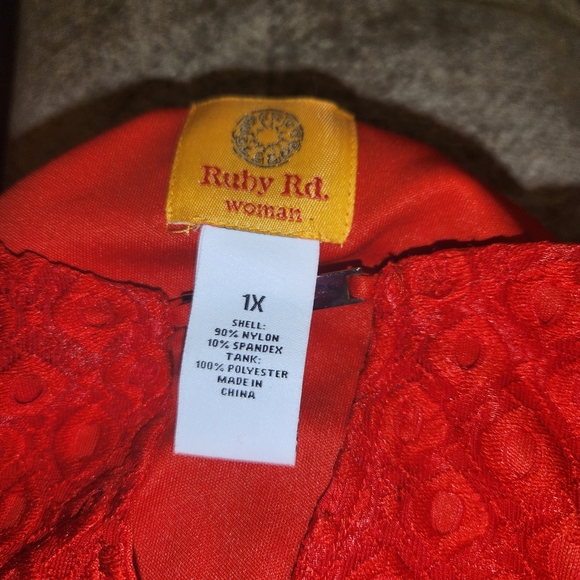 Ruby Rd.
woman
1X
SHELL:
90% NYLON
10% SPANDEX
TANK:
100% POLYESTER
MADE IN
CHINA